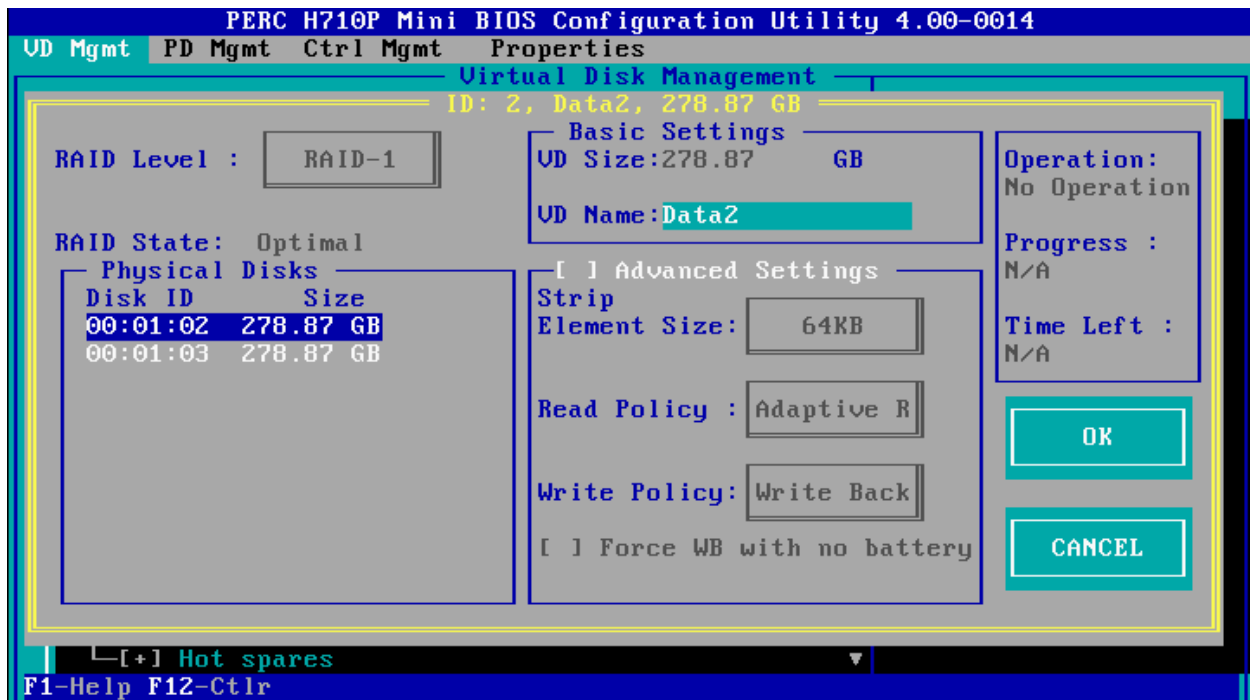 PERC H710P Mini BIOS Configuration Utility 4.00-0014
VD Mgmt PD Mgmt Ctrl Mgmt Properties
Virtual Disk Management
ID: 2, Data2, 278.87 GB
RAID Level : RAID-1
RAID State: Optimal
Physical Disks
Disk ID Size
00:01:02 278.87 GB
00:01:03 278.87 GB
Basic Settings
VD Size:278.87 GB
VD Name:Data2
[ ] Advanced Settings
Strip
Element Size: 64KB
Read Policy : Adaptive R
Write Policy: Write Back
[ ] Force WB with no battery
Operation:
No Operation
Progress :
N/A
Time Left :
N/A
OK
CANCEL
[+] Hot spares
F1-Help F12-Ctlr